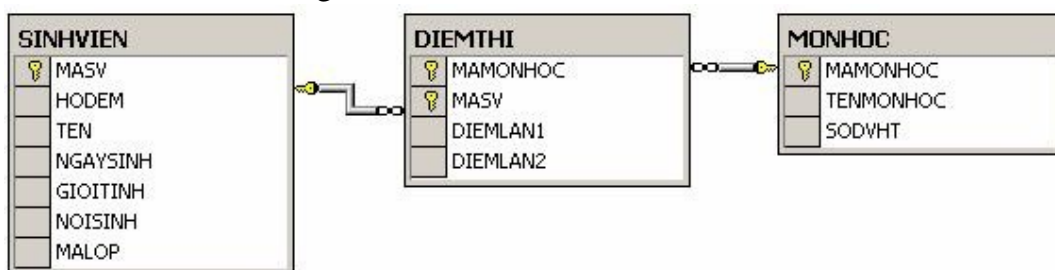 SINHVIEN
MASV
HODEM
TEN
NGAYSINH
GIOITINH
NOISINH
MALOP
DIEMTHI
MAMONHOC
MASV
DIEMLAN1
DIEMLAN2
MONHOC
MAMONHOC
TENMONHOC
SODVHT